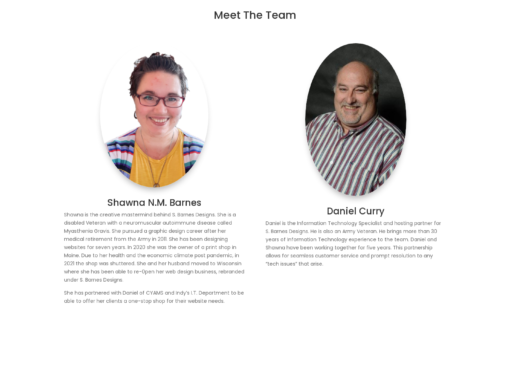 Meet The Team
Shawna N.M. Barnes
Shawna is the creative mastermind behind S. Barnes Designs. She is a
disabled Veteran with a neuromuscular autoimmune disease called
Myasthenia Gravis. She pursued a graphic design career after her
medical retirement from the Army in 2011. She has been designing
websites for seven years. In 2020 she was the owner of a print shop in
Maine. Due to her health and the economic climate post pandemic, in
2021 the shop was shuttered. She and her husband moved to Wisconsin
where she has been able to re-Open her web design business, rebranded
under S. Barnes Designs.
She has partnered with Daniel of CYAMS and Indy's I.T. Department to be
able to offer her clients a one-stop shop for their website needs.
Daniel Curry
Daniel is the Information Technology Specialist and hosting partner for
S. Barnes Designs. He is also an Army Veteran. He brings more than 30
years of Information Technology experience to the team. Daniel and
Shawna have been working together for five years. This partnership
allows for seamless customer service and prompt resolution to any
"tech issues" that arise.